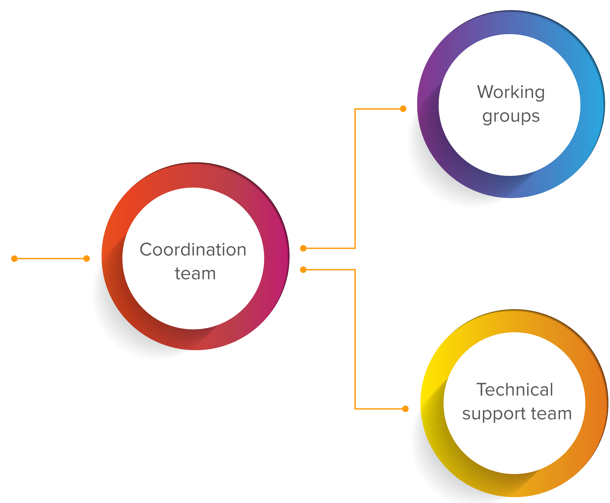 Working
groups
Coordination
team
Technical
support team